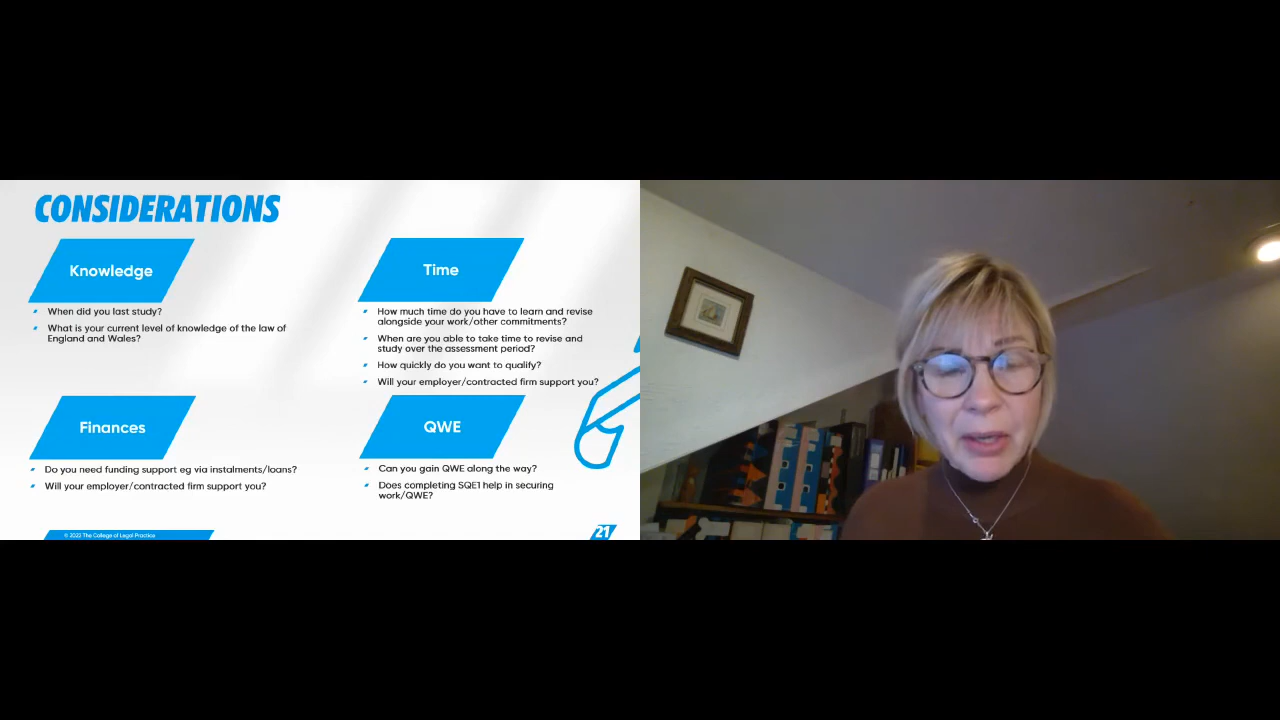 CONSIDERATIONS
Knowledge
When did you last study?
What is your current level of knowledge of the law of
England and Wales?
Time
How much time do you have to learn and revise
alongside your work/other commitments?
When are you able to take time to revise and
study over the assessment period?
How quickly do you want to qualify?
Will your employer/contracted firm support you?
Finances
Do you need funding support eg via instalments/loans?
Will your employer/contracted firm support you?
QWE
Can you gain QWE along the way?
Does completing SQE1 help in securing
work/QWE?
© 2022 The College of Legal Practice
21